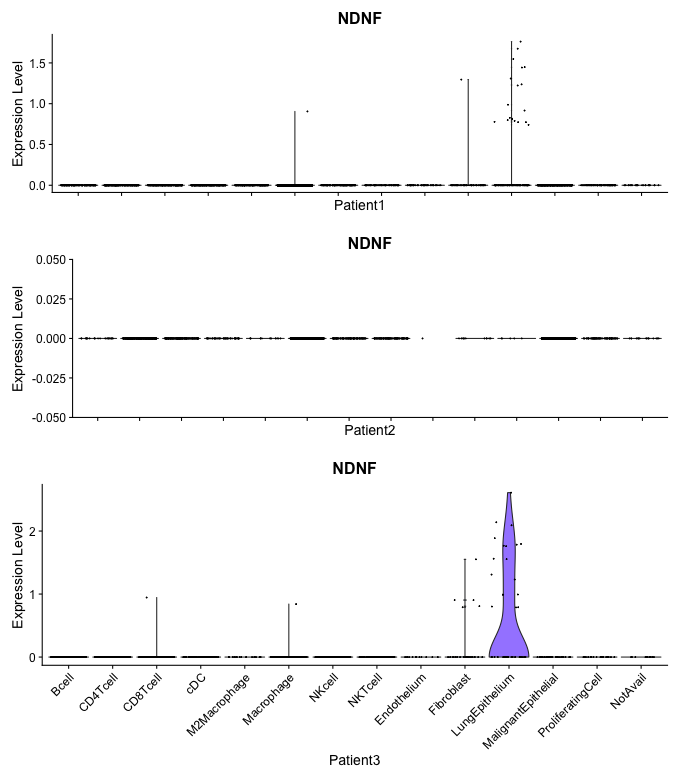 NDNF
Expression Level
1.5
1.0
0.5
0.0
Patient1
NDNF
Expression Level
0.050
0.025
0.000
-0.025
-0.050
Patient2
NDNF
Expression Level
2
1
0
Bcell
CD4Tcell
CD8Tcell
cDC
M2Macrophage
Macrophage
NKcell
NKTcell
Endothelium
Fibroblast
LungEpithelium
MalignantEpithelial
ProliferatingCell
NotAvail
Patient3